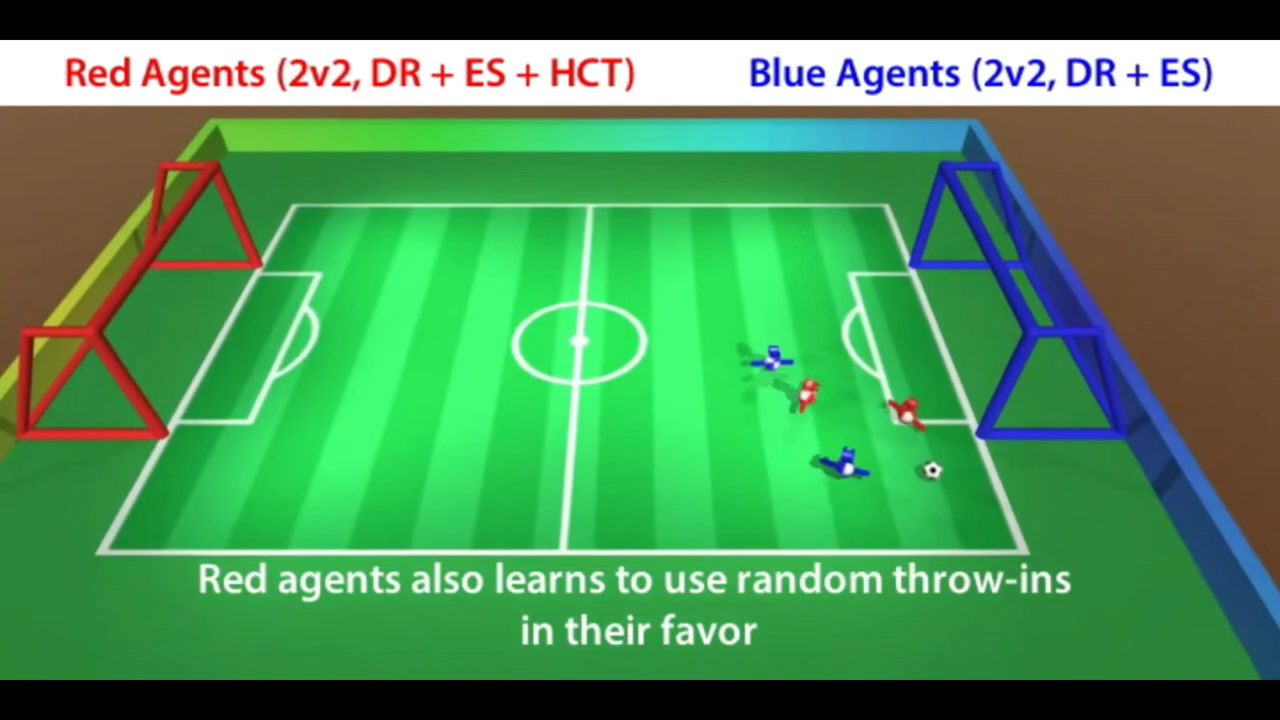 Red Agents (2v2, DR + ES + HCT)
Blue Agents (2v2, DR + ES)
Red agents also learns to use random throw-ins
in their favor